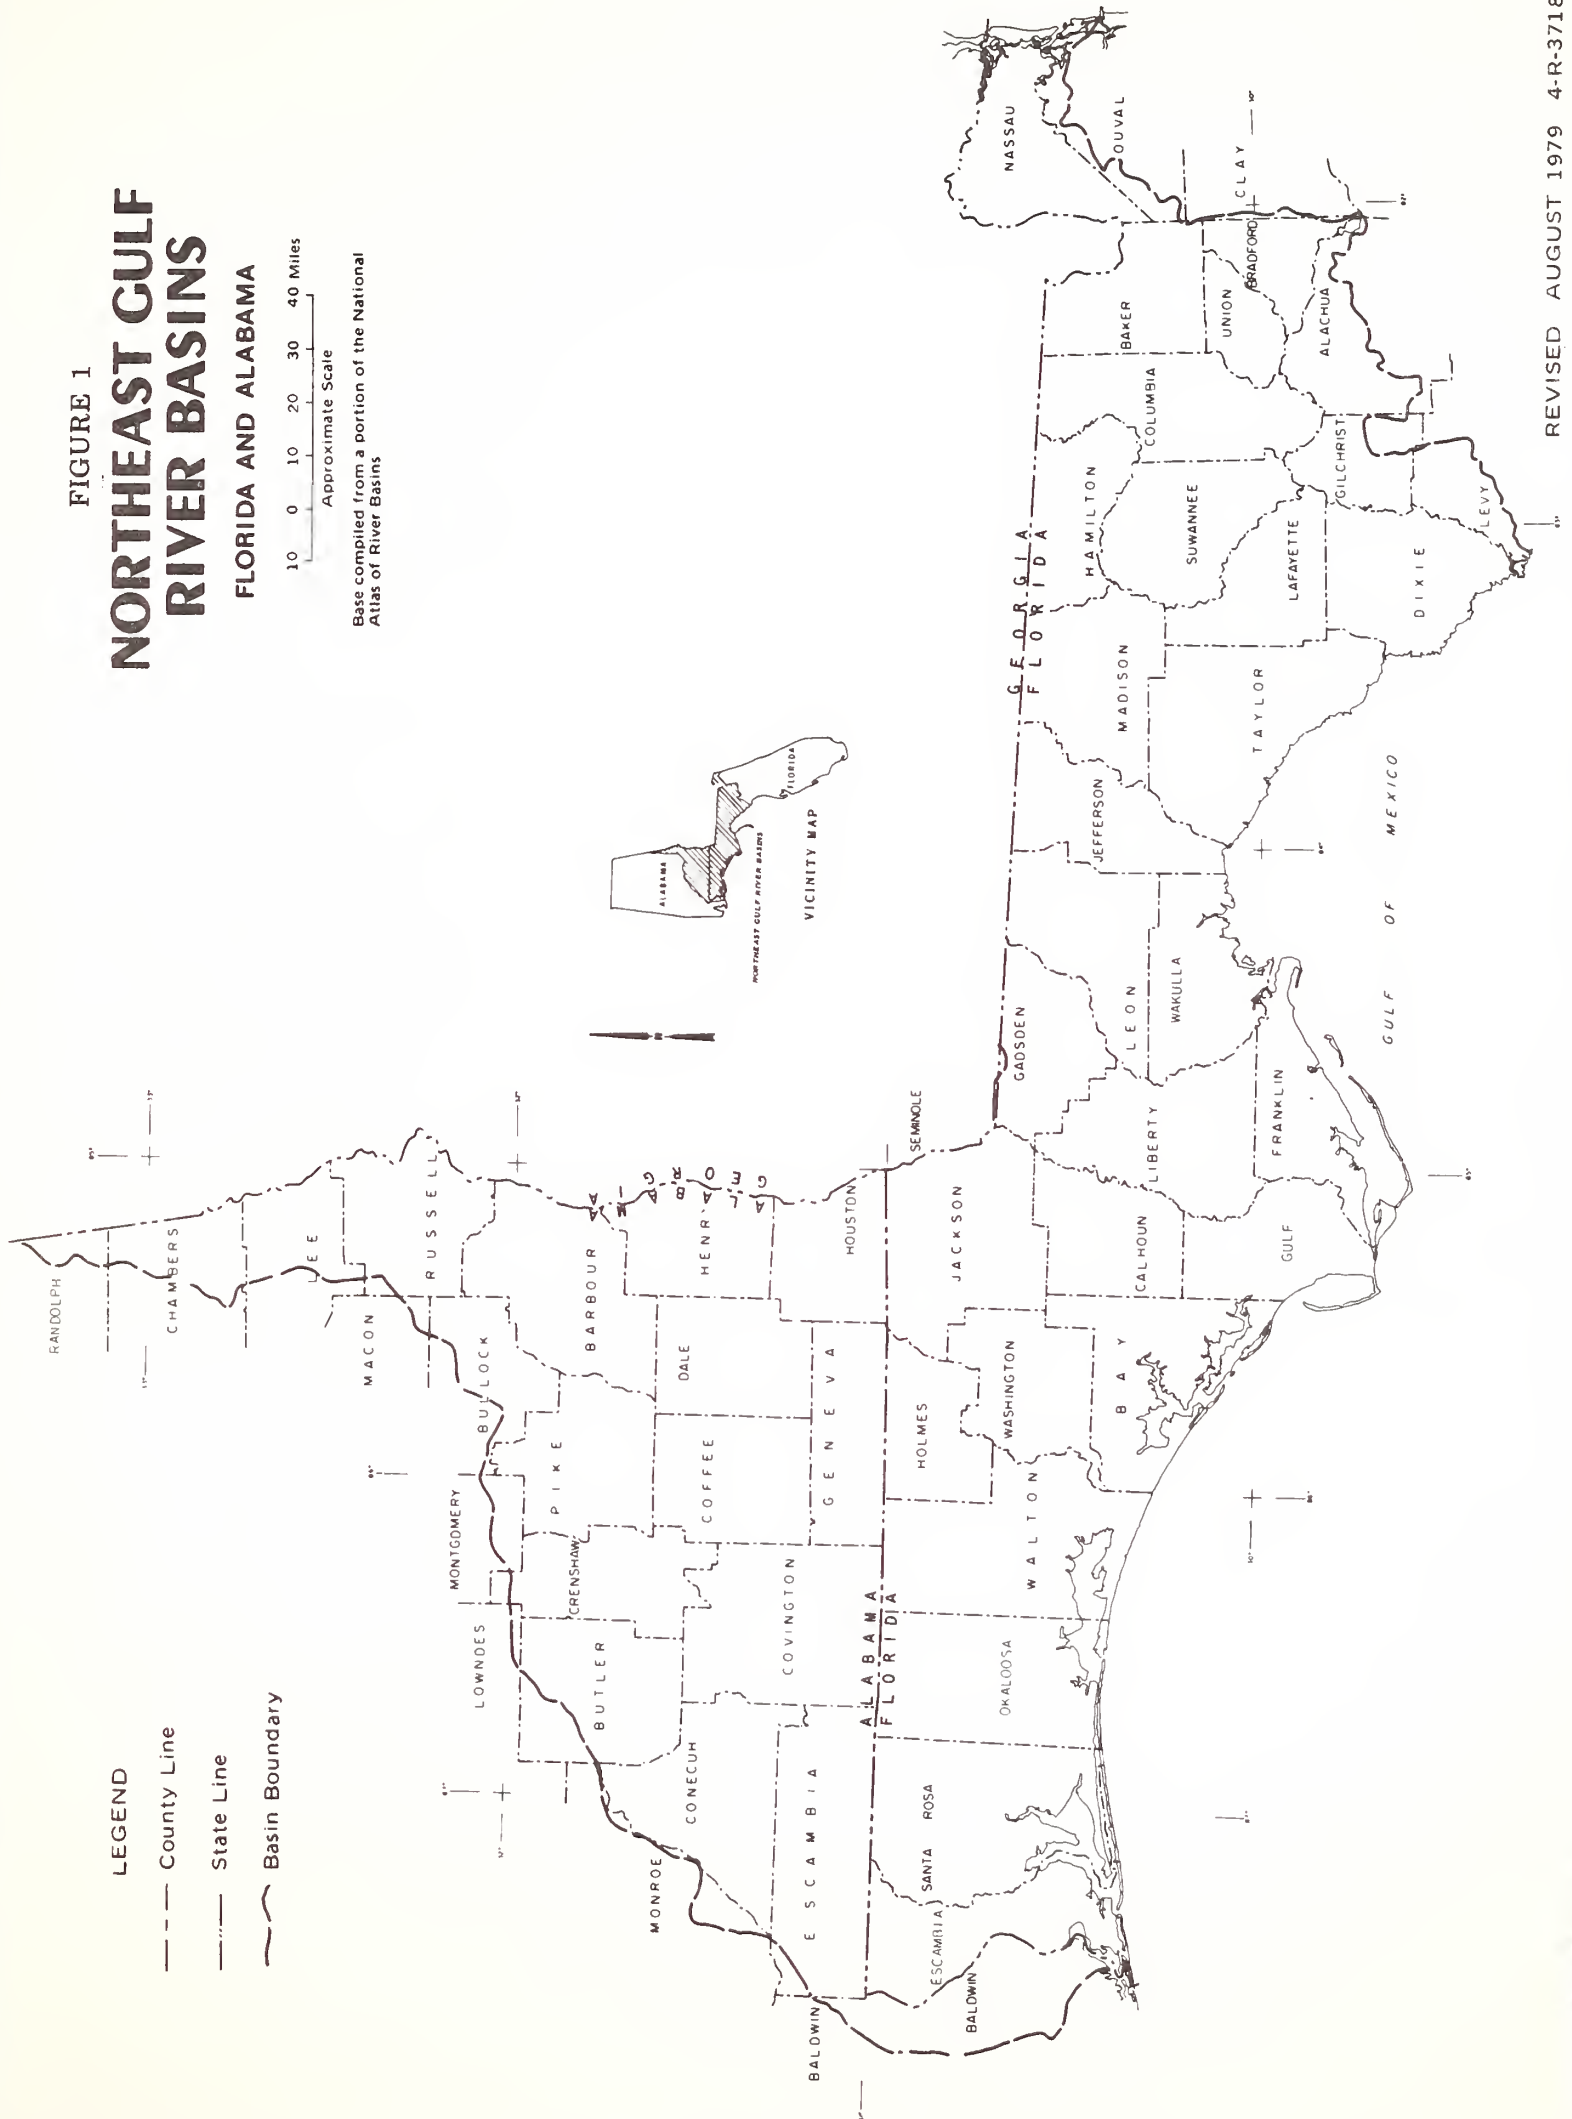 FIGURE 1
NORTHEAST GULF
RIVER BASINS
FLORIDA AND ALABAMA
10 0 10 20 30 40 Miles
Approximate Scale
Base compiled from a portion of the National
Atlas of River Basins
LEGEND
County Line
State Line
Basin Boundary
RANDOLPH
CHAMBERS
LEE
MACON
RUSSELL
BULLOCK
MONTGOMERY
LOWNDES
PIKE
BARBOUR
CRENSHAW
BUTLER
MONROE
CONECUH
COFFEE
DALE
HENRY
COVINGTON
GENEVA
HOUSTON
ESCAMBIA
BALDWIN
ALABAMA
GEORGIA
ALABAMA
FLORIDA
SEMINOLE
BALDWIN
ESCAMBIA
SANTA ROSA
OKALOOSA
WALTON
HOLMES
WASHINGTON
BAY
JACKSON
CALHOUN
GULF
LIBERTY
FRANKLIN
GADSDEN
LEON
WAKULLA
JEFFERSON
GEORGIA
FLORIDA
MADISON
TAYLOR
HAMILTON
SUWANNEE
LAFAYETTE
DIXIE
COLUMBIA
GILCHRIST
LEVY
BAKER
UNION
BRADFORD
ALACHUA
NASSAU
DUVAL
CLAY
GULF OF MEXICO
ALABAMA
FLORIDA
NORTHEAST GULF RIVER BASINS
VICINITY MAP
REVISED AUGUST 1979 4-R-3718